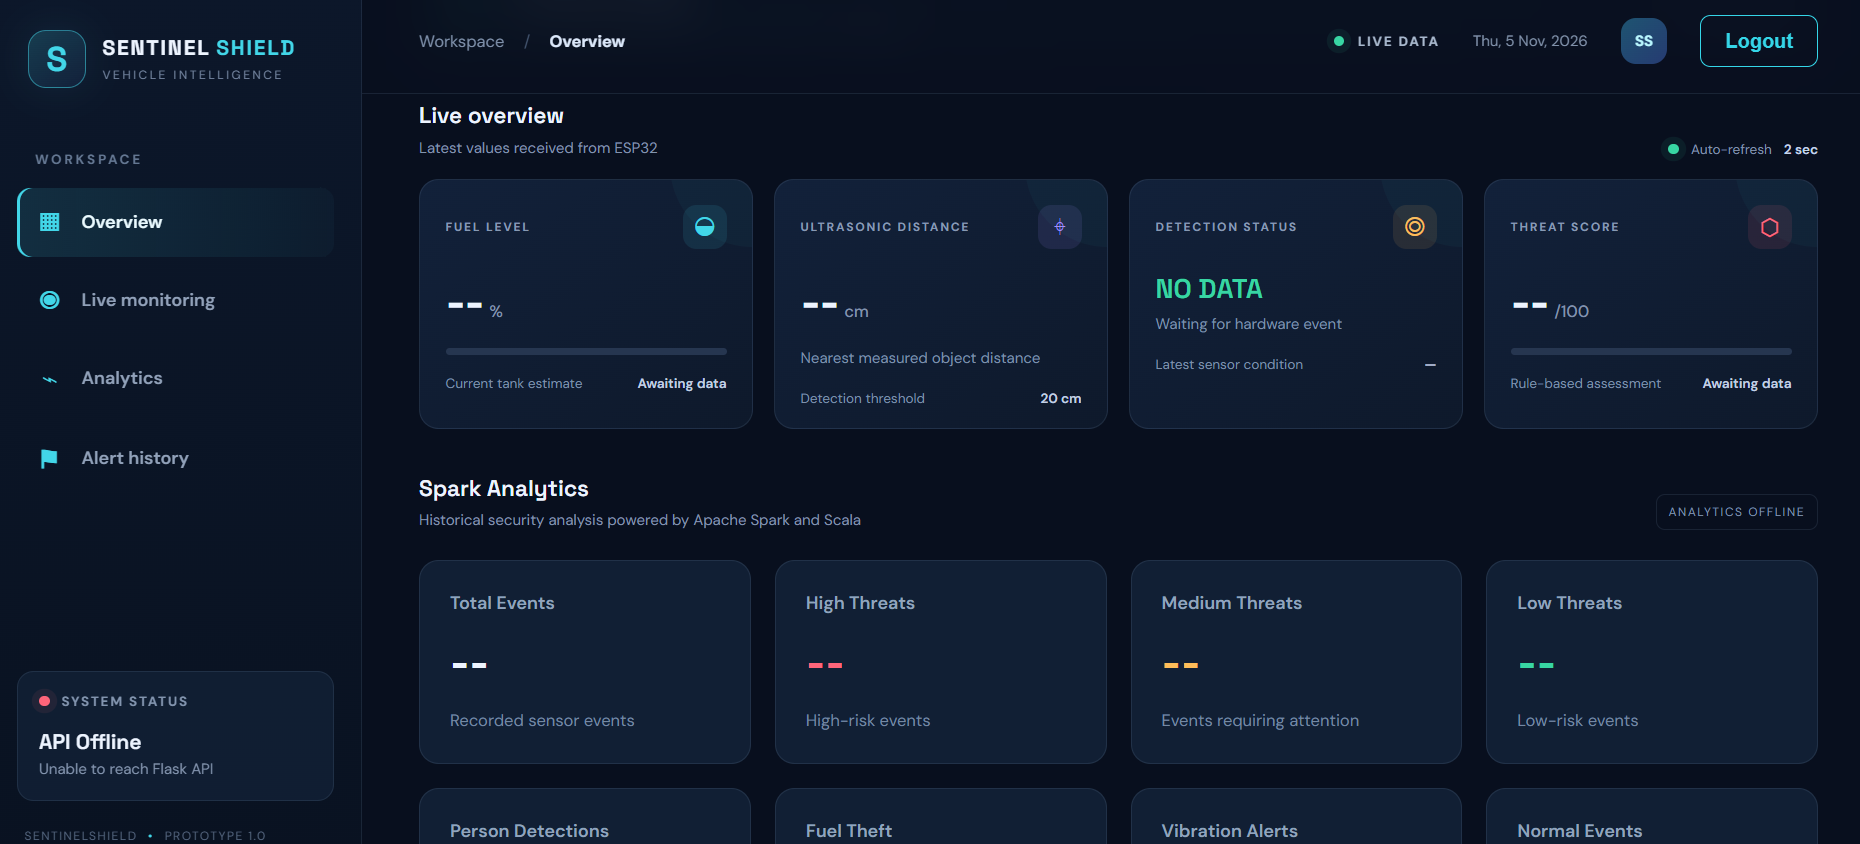 S
SENTINEL SHIELD
VEHICLE INTELLIGENCE
WORKSPACE
Overview
Live monitoring
Analytics
Alert history
SYSTEM STATUS
API Offline
Unable to reach Flask API
SENTINELSHIELD • PROTOTYPE 1.0
Workspace / Overview
LIVE DATA
Thu, 5 Nov, 2026
SS
Logout
Live overview
Latest values received from ESP32
Auto-refresh 2 sec
FUEL LEVEL
-- %
Current tank estimate Awaiting data
ULTRASONIC DISTANCE
-- cm
Nearest measured object distance
Detection threshold 20 cm
DETECTION STATUS
NO DATA
Waiting for hardware event
Latest sensor condition —
THREAT SCORE
-- /100
Rule-based assessment Awaiting data
Spark Analytics
Historical security analysis powered by Apache Spark and Scala
ANALYTICS OFFLINE
Total Events
--
Recorded sensor events
High Threats
--
High-risk events
Medium Threats
--
Events requiring attention
Low Threats
--
Low-risk events
Person Detections
Fuel Theft
Vibration Alerts
Normal Events